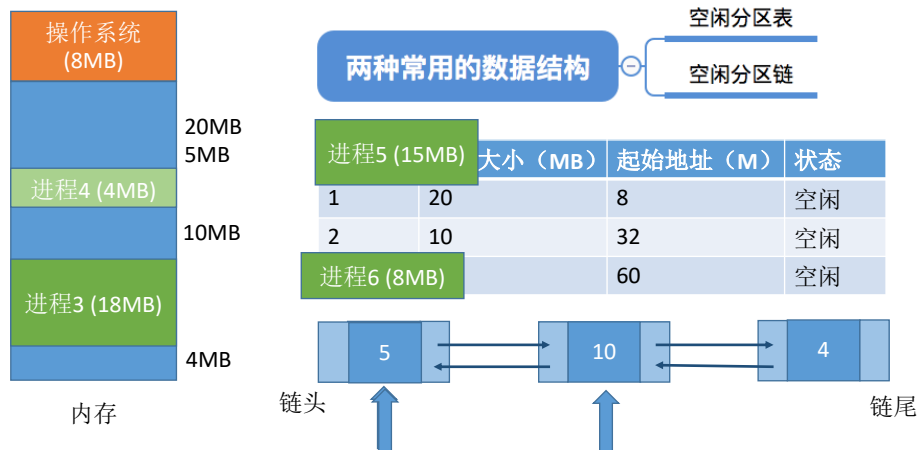 操作系统
(8MB)
20MB
5MB
进程4 (4MB)
10MB
进程3 (18MB)
4MB
内存
两种常用的数据结构
空闲分区表
空闲分区链
进程5 (15MB)
大小（MB） 起始地址（M） 状态
1 20 8 空闲
2 10 32 空闲
进程6 (8MB)
60 空闲
5 10 4
链头
链尾